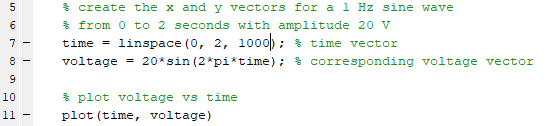 5 % create the x and y vectors for a 1 Hz sine wave
6 % from 0 to 2 seconds with amplitude 20 V
7 - time = linspace(0, 2, 1000); % time vector
8 - voltage = 20*sin(2*pi*time); % corresponding voltage vector
9
10 % plot voltage vs time
11 - plot(time, voltage)